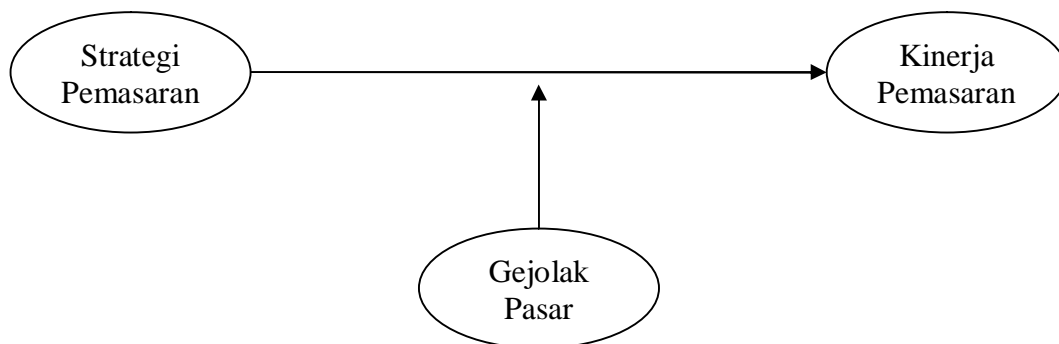 Strategi
Pemasaran
Kinerja
Pemasaran
Gejolak
Pasar